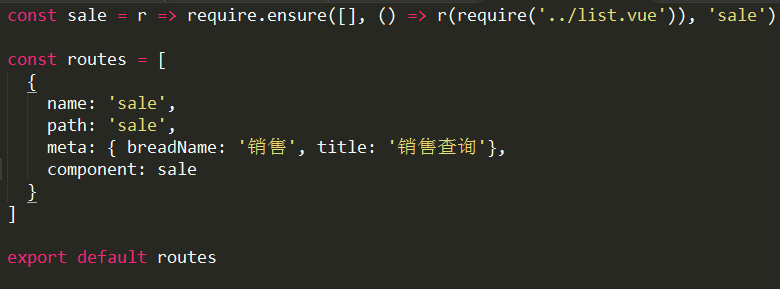 const sale = r => require.ensure([], () => r(require('../list.vue')), 'sale')
const routes = [
{
name: 'sale',
path: 'sale',
meta: { breadName: '销售', title: '销售查询'},
component: sale
}
]
export default routes